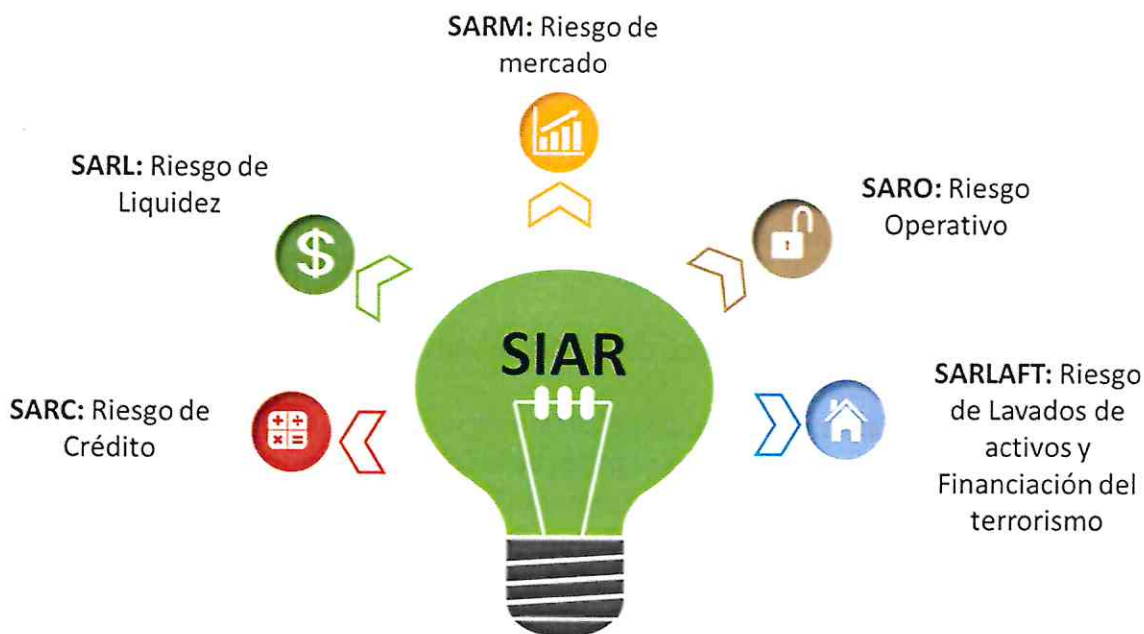 SARM: Riesgo de
mercado
SARL: Riesgo de
Liquidez
SARO: Riesgo
Operativo
SIAR
SARC: Riesgo de
Crédito
SARLAFT: Riesgo
de Lavados de
activos y
Financiación del
terrorismo